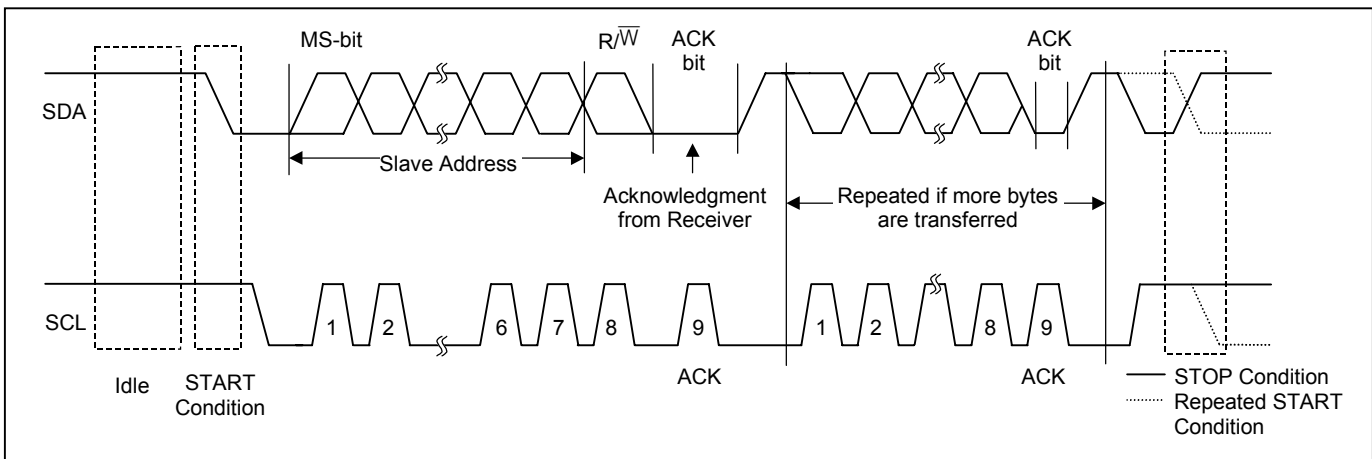 MS-bit
R/W̅
ACK
bit
ACK
bit
SDA
Slave Address
Acknowledgment
from Receiver
Repeated if more bytes
are transferred
SCL
1 2 6 7 8 9 1 2 8 9
Idle
START
Condition
ACK
ACK
STOP Condition
Repeated START
Condition